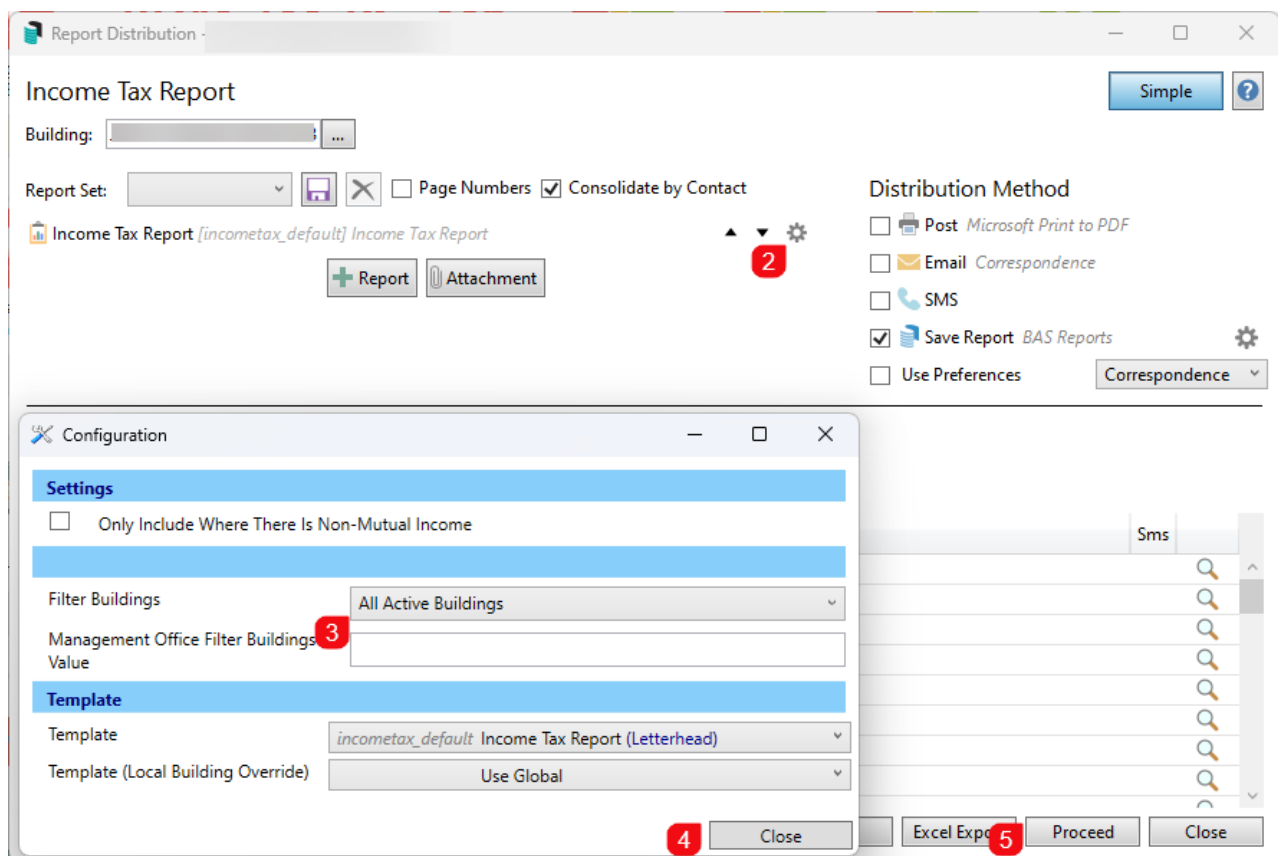 Report Distribution -
Income Tax Report
Simple
Building:
...
Report Set:
Page Numbers
Consolidate by Contact
Income Tax Report [incometax_default] Income Tax Report
2
Report
Attachment
Distribution Method
Post Microsoft Print to PDF
Email Correspondence
SMS
Save Report BAS Reports
Use Preferences
Correspondence
Configuration
Settings
Only Include Where There Is Non-Mutual Income
Filter Buildings
All Active Buildings
3
Management Office Filter Buildings
Value
Template
Template
incometax_default Income Tax Report (Letterhead)
Template (Local Building Override)
Use Global
4
Close
Sms
Excel Expo
5
Proceed
Close